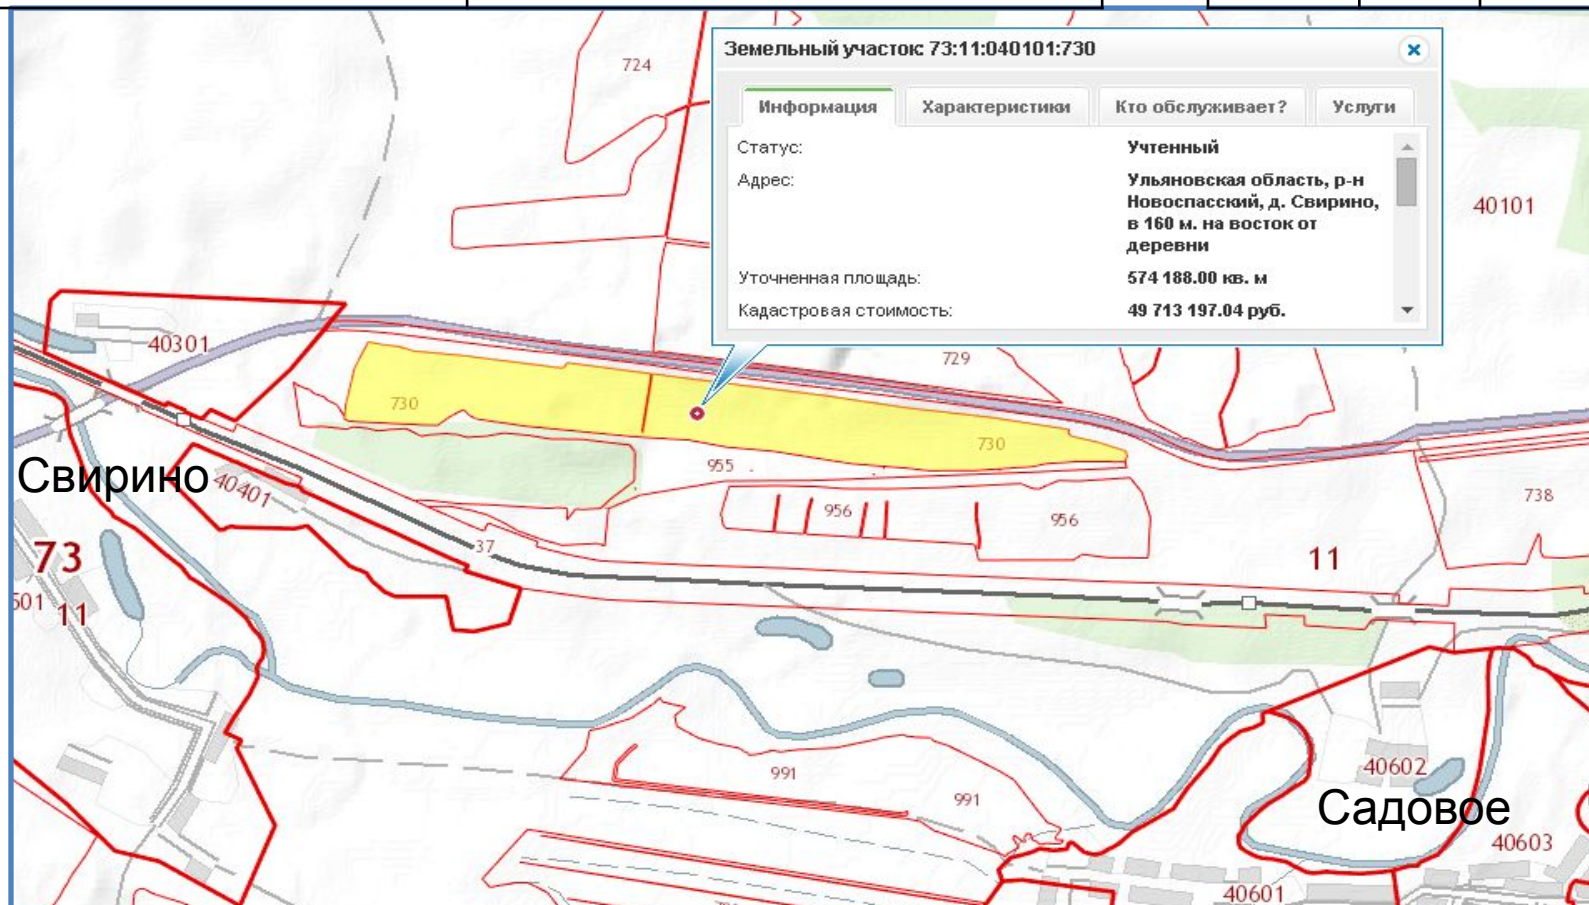 724
Земельный участок: 73:11:040101:730
Информация
Характеристики
Кто обслуживает?
Услуги
Статус:
Учтенный
Адрес:
Ульяновская область, р-н
Новоспасский, д. Свирино,
в 160 м. на восток от
деревни
Уточненная площадь:
574 188.00 кв. м
Кадастровая стоимость:
49 713 197.04 руб.
40101
40301
729
730
730
955
Свирино
40401
956
956
738
37
73
11
501
11
991
991
40602
Садовое
40603
40601